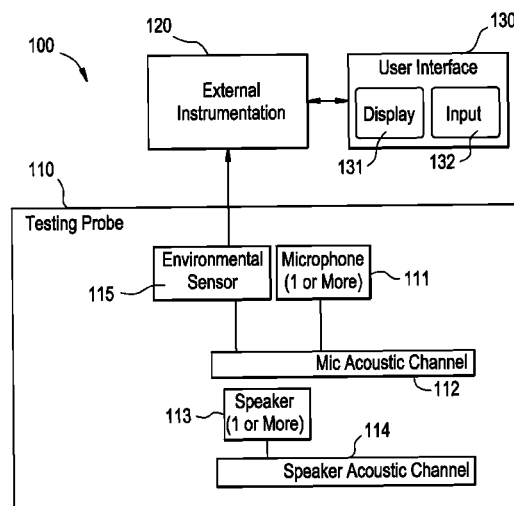 100
120
External
Instrumentation
130
User Interface
Display
Input
131
132
110
Testing Probe
Environmental
Sensor
115
Microphone
(1 or More)
111
Mic Acoustic Channel
112
Speaker
(1 or More)
113
114
Speaker Acoustic Channel